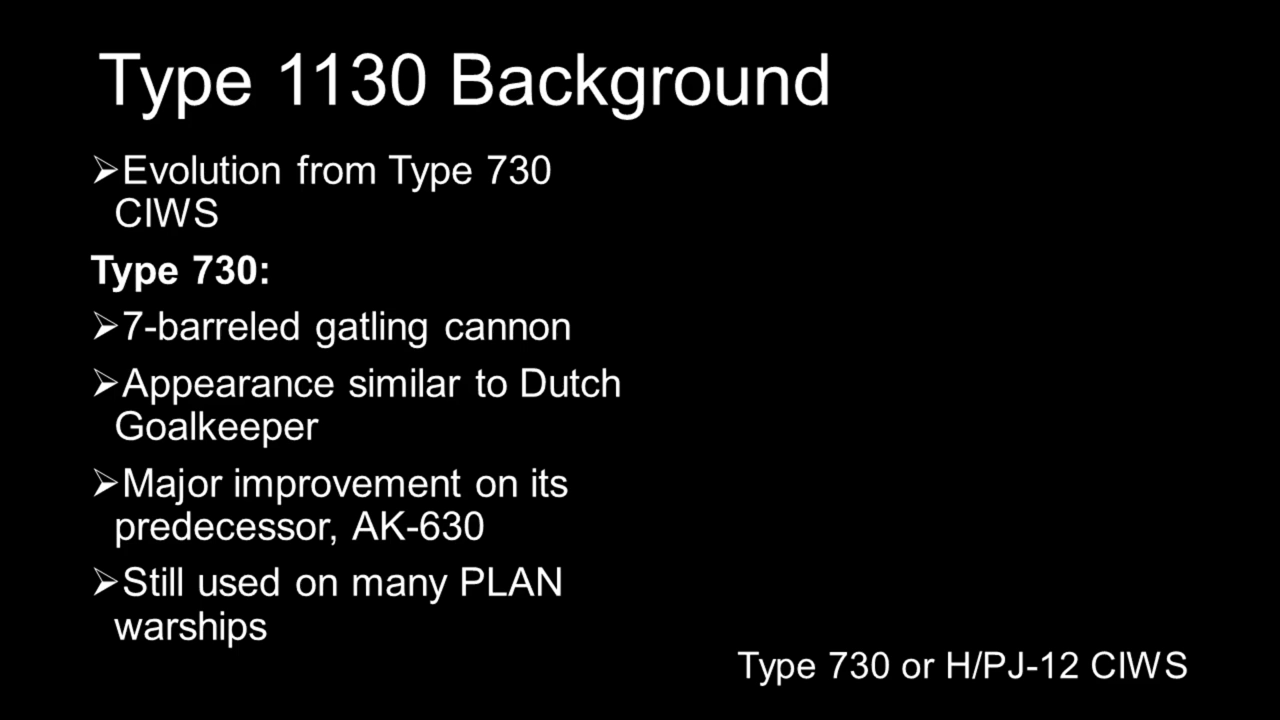 Type 1130 Background
➢Evolution from Type 730
CIWS
Type 730:
➢7-barreled gatling cannon
➢Appearance similar to Dutch
Goalkeeper
➢Major improvement on its
predecessor, AK-630
➢Still used on many PLAN
warships
Type 730 or H/PJ-12 CIWS